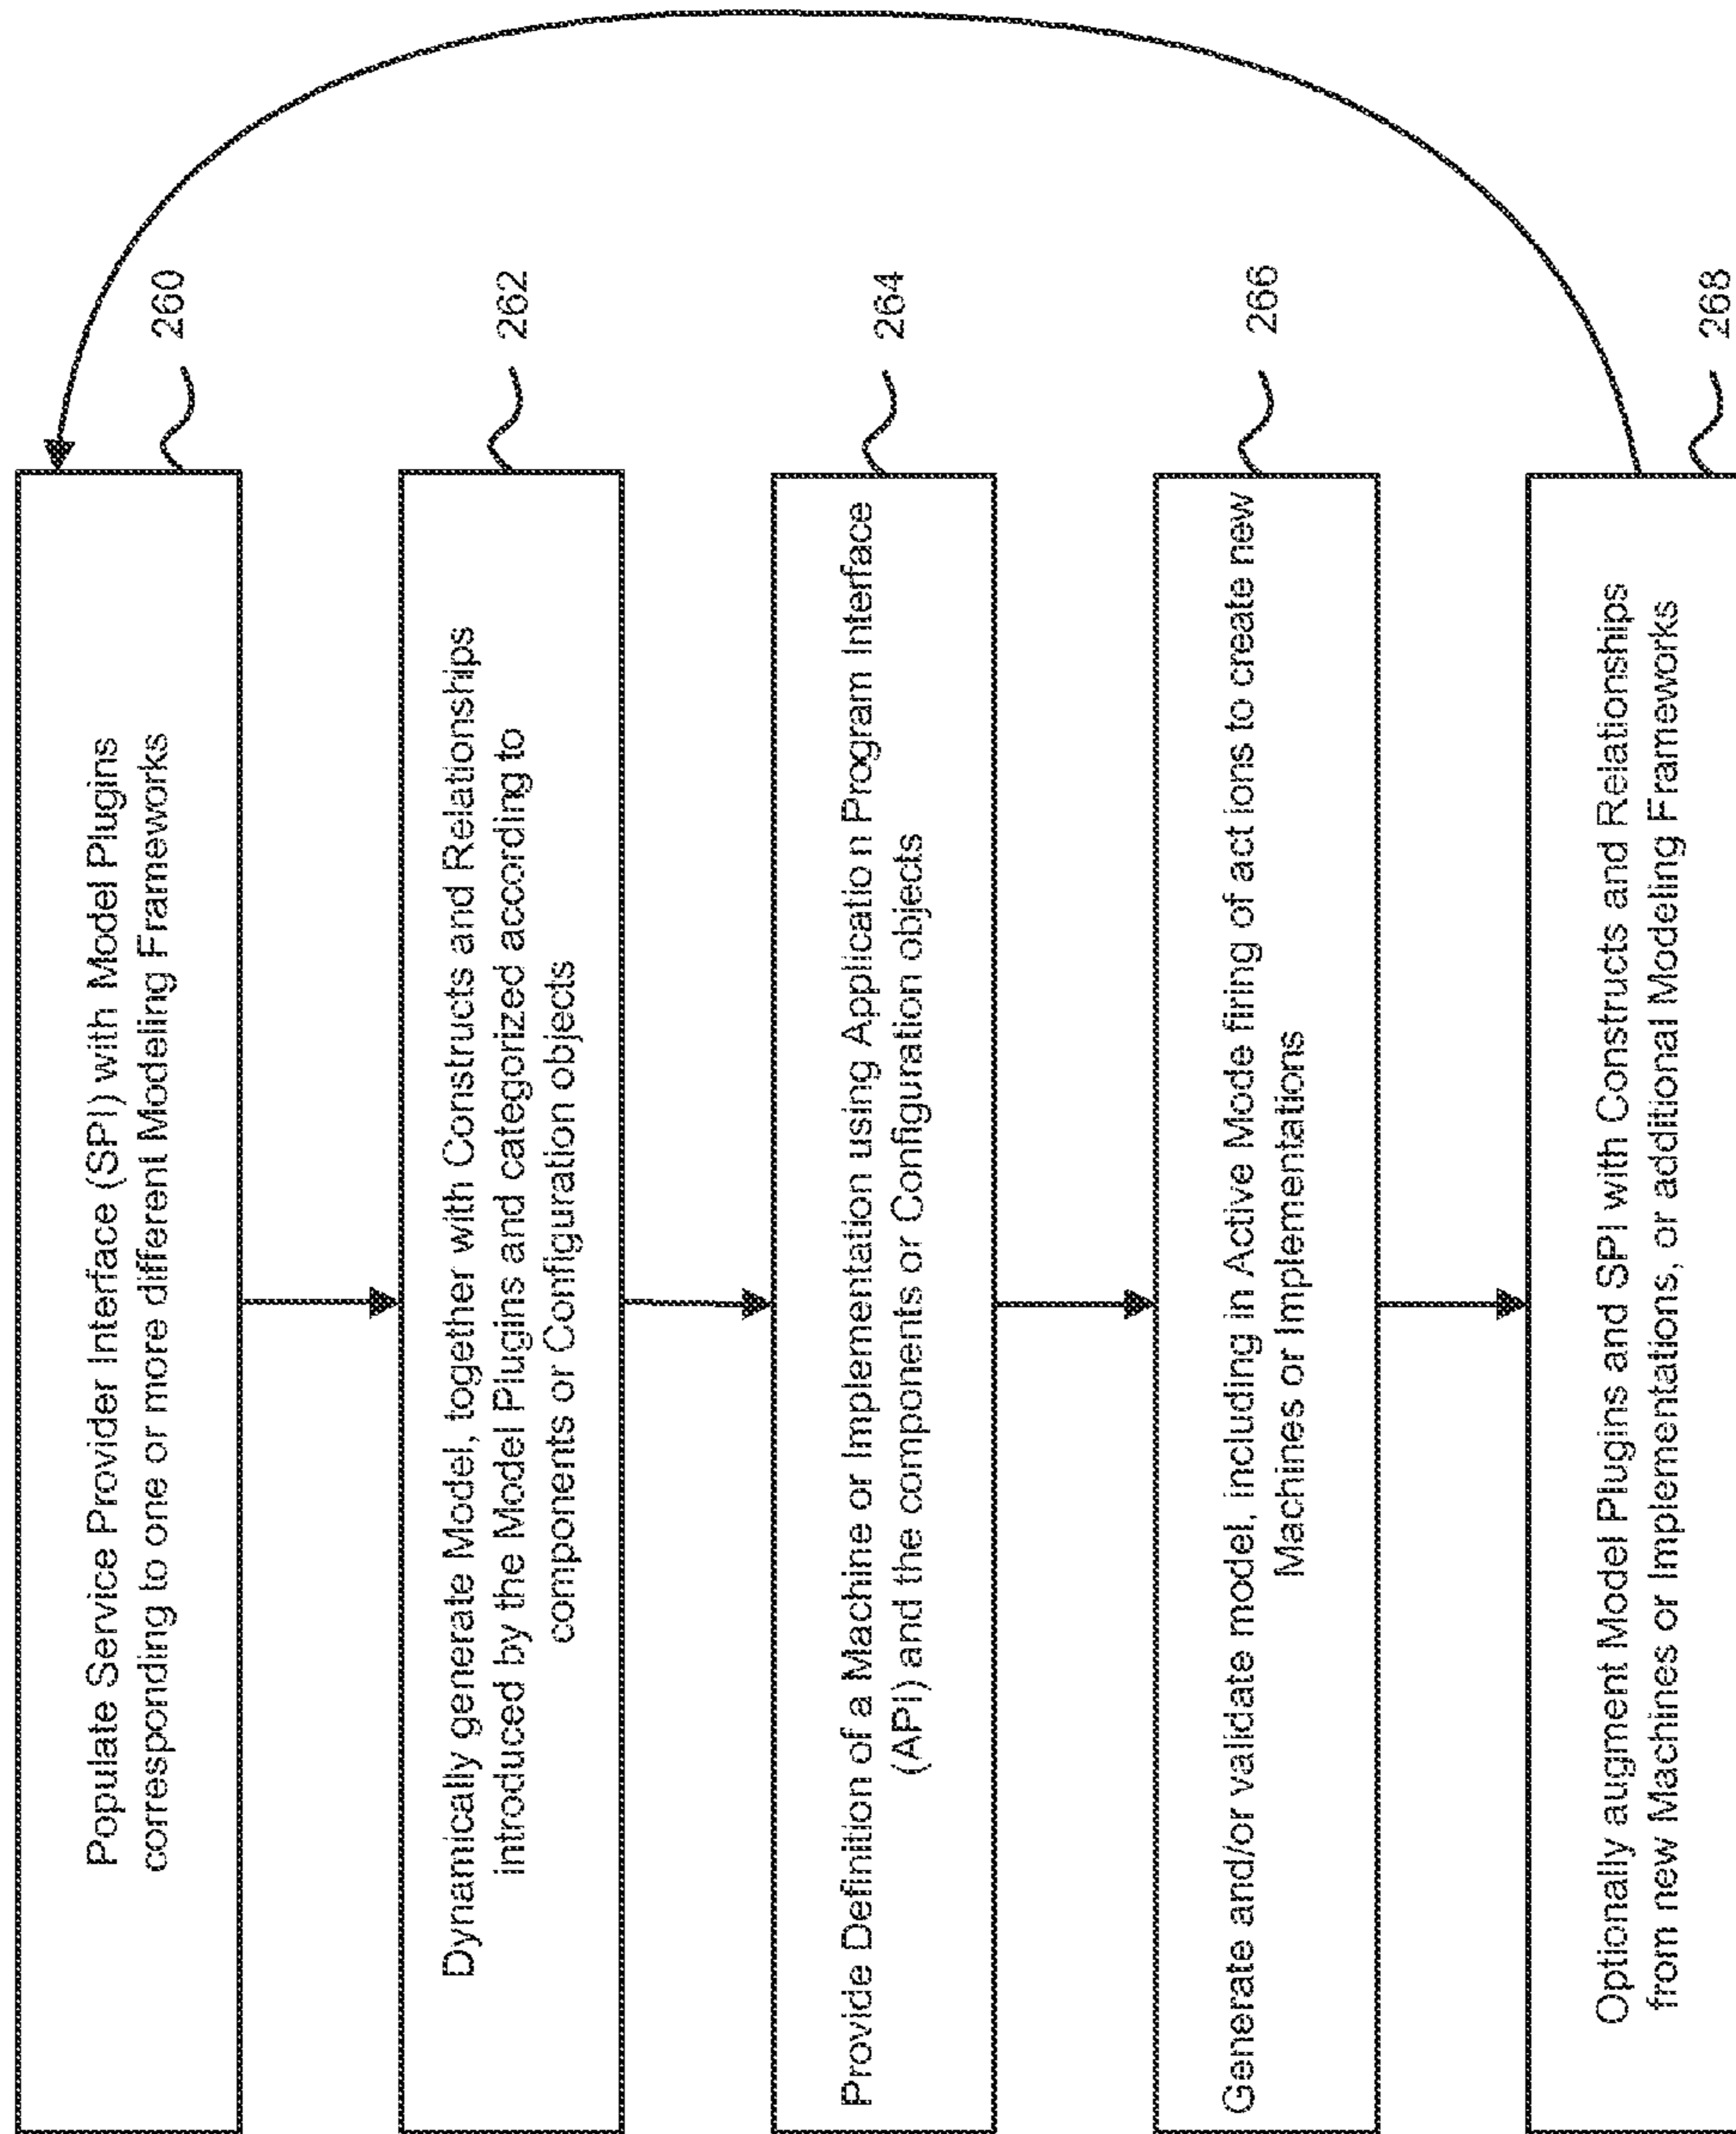 Populate Service Provider Interface (SPI) with Model Plugins
corresponding to one or more different Modeling Frameworks
260
Dynamically generate Model, together with Constructs and Relationships
introduced by the Model Plugins and categorized according to
components or Configuration objects
262
Provide Definition of a Machine or Implementation using Application Program Interface
(API) and the components or Configuration objects
264
Generate and/or validate model, including in Active Mode firing of act ions to create new
Machines or Implementations
266
Optionally augment Model Plugins and SPI with Constructs and Relationships
from new Machines or Implementations, or additional Modeling Frameworks
268